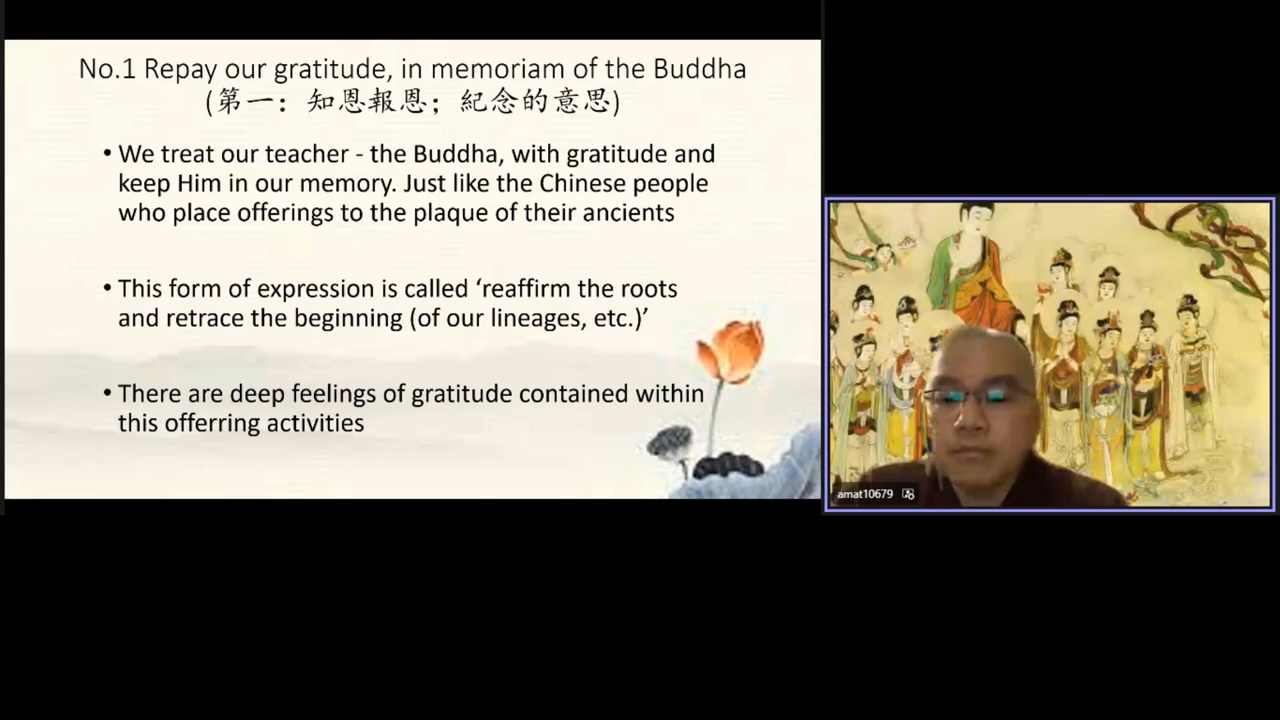 No.1 Repay our gratitude, in memoriam of the Buddha
(第一：知恩報恩；紀念的意思)
• We treat our teacher - the Buddha, with gratitude and
keep Him in our memory. Just like the Chinese people
who place offerings to the plaque of their ancients
• This form of expression is called ‘reaffirm the roots
and retrace the beginning (of our lineages, etc.)’
• There are deep feelings of gratitude contained within
this offerring activities
amat10679